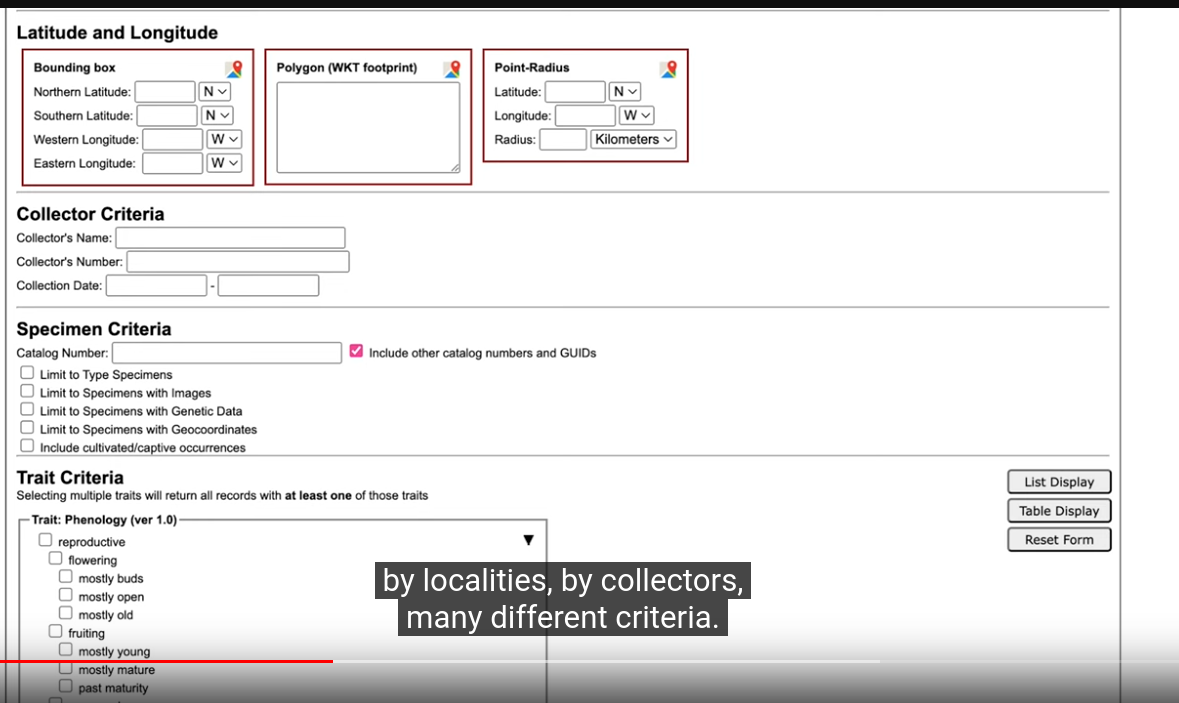 Latitude and Longitude
Bounding box
Northern Latitude: N
Southern Latitude: N
Western Longitude: W
Eastern Longitude: W
Polygon (WKT footprint)
Point-Radius
Latitude: N
Longitude: W
Radius: Kilometers
Collector Criteria
Collector's Name:
Collector's Number:
Collection Date: -
Specimen Criteria
Catalog Number: Include other catalog numbers and GUIDs
Limit to Type Specimens
Limit to Specimens with Images
Limit to Specimens with Genetic Data
Limit to Specimens with Geocoordinates
Include cultivated/captive occurrences
Trait Criteria
Selecting multiple traits will return all records with at least one of those traits
Trait: Phenology (ver 1.0)
reproductive
flowering
mostly buds
mostly open
mostly old
fruiting
mostly young
mostly mature
past maturity
List Display
Table Display
Reset Form
by localities, by collectors,
many different criteria.